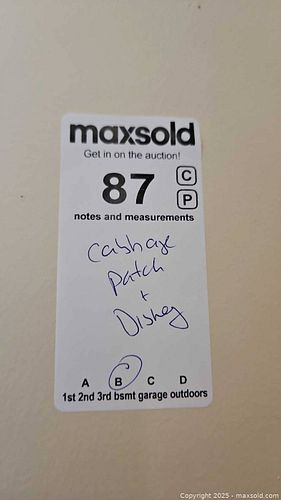 maxsold
Get in on the auction!
87 C
P
notes and measurements
Cabbage
patch
+
Disney
A B C D
1st 2nd 3rd bsmt garage outdoors
Copyright 2025 - maxsold.com